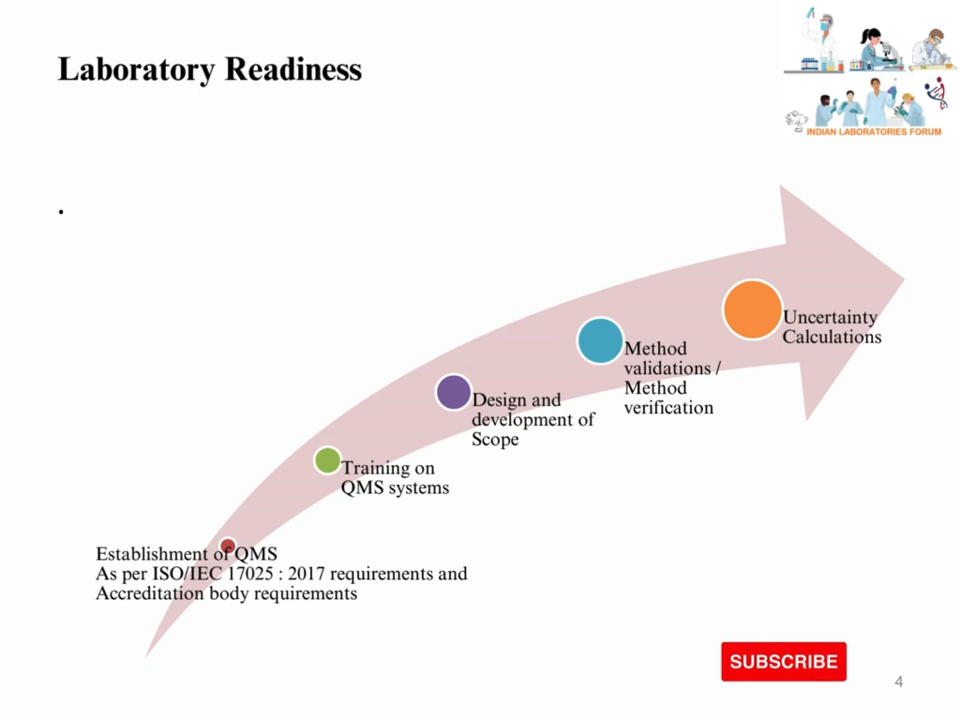 Laboratory Readiness
INDIAN LABORATORIES FORUM
.
Uncertainty
Calculations
Method
validations /
Method
verification
Design and
development of
Scope
Training on
QMS systems
Establishment of QMS
As per ISO/IEC 17025 : 2017 requirements and
Accreditation body requirements
SUBSCRIBE
4